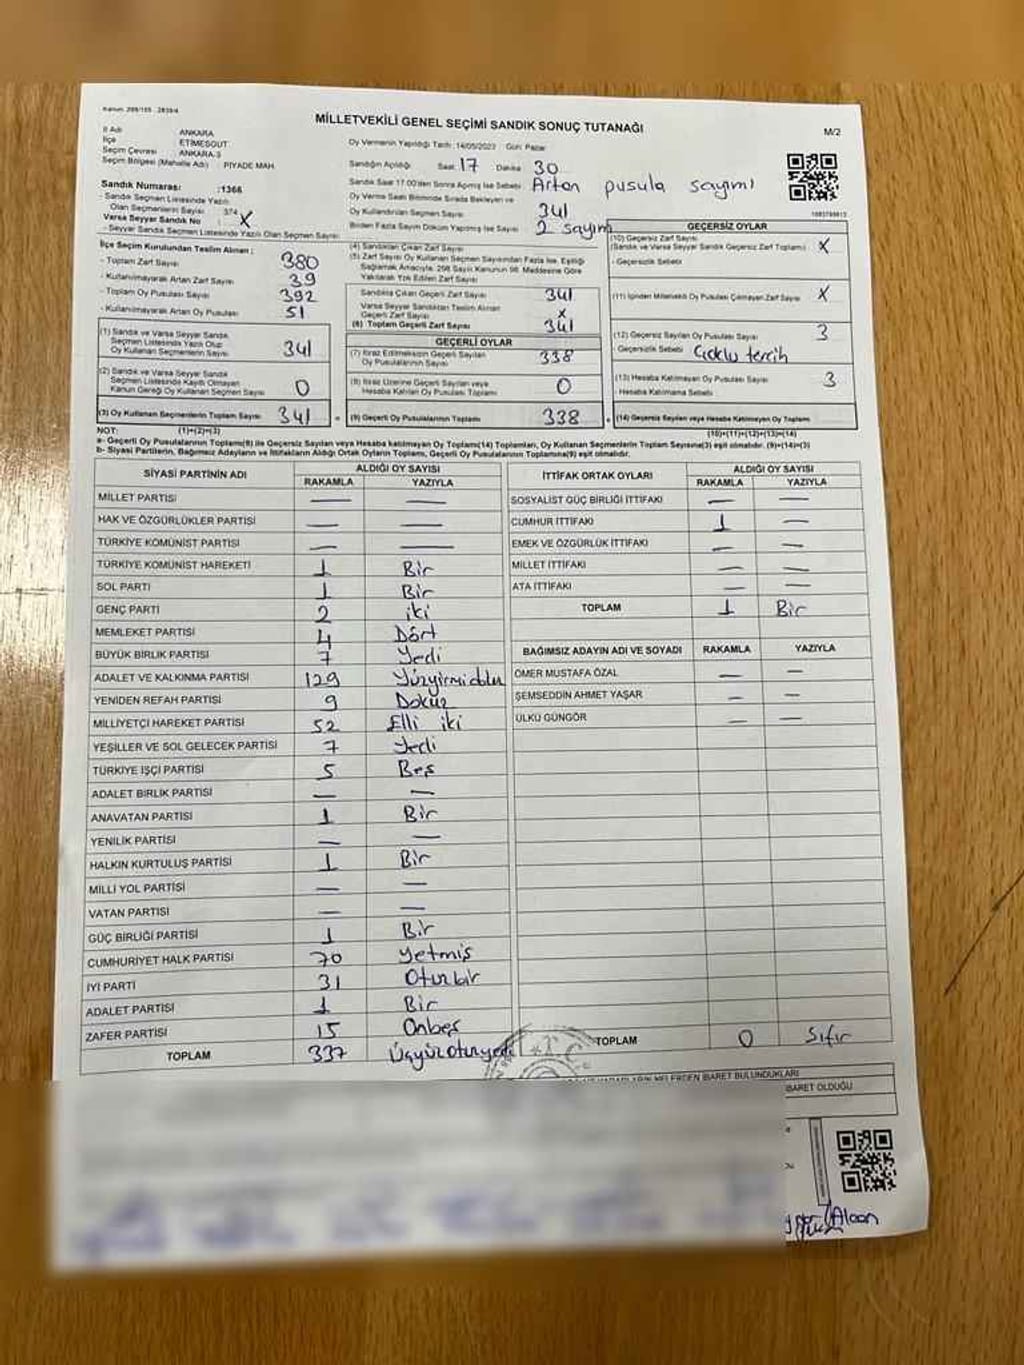 Kanun: 298/105 - 2839/4
MİLLETVEKİLİ GENEL SEÇİMİ SANDIK SONUÇ TUTANAĞI
M/2
İl Adı ANKARA
İlçe ETİMESGUT
Seçim Çevresi : ANKARA-3
Seçim Bölgesi (Mahalle Adı) : PİYADE MAH.
Oy Vermenin Yapıldığı Tarih: 14/05/2023 Gün: Pazar
Sandığın Açıldığı Saat: 17 Dakika 30
Sandık Saat 17.00'den Sonra Açılmış İse Sebebi Artan pusula sayımı
Oy Verme Saati Bitiminde Sırada Bekleyen ve
Oy Kullandırılan Seçmen Sayısı 341
Birden Fazla Sayım Döküm Yapılmış İse Sayısı 2 sayım
Sandık Numarası :1366
- Sandık Seçmen Listesinde Yazılı
Olan Seçmenlerin Sayısı : 374
Varsa Seyyar Sandık No : X
- Seyyar Sandık Seçmen Listesinde Yazılı Olan Seçmen Sayısı:
İlçe Seçim Kurulundan Teslim Alınan ;
- Toplam Zarf Sayısı 380
- Kullanılmayarak Artan Zarf Sayısı 39
- Toplam Oy Pusulası Sayısı 392
- Kullanılmayarak Artan Oy Pusulası 51
(1) Sandık ve Varsa Seyyar Sandık
Seçmen Listesinde Yazılı Olup
Oy Kullanan Seçmenlerin Sayısı 341
(2) Sandık ve Varsa Seyyar Sandık
Seçmen Listesinde Kayıtlı Olmayan
Kanun Gereği Oy Kullanan Seçmen Sayısı 0
(3) Oy Kullanan Seçmenlerin Toplam Sayısı 341
(4) Sandıktan Çıkan Zarf Sayısı
(5) Zarf Sayısı Oy Kullanan Seçmen Sayısından Fazla İse, Eşitliği
Sağlamak Amacıyla, 298 Sayılı Kanunun 98. Maddesine Göre
Yakılarak Yok Edilen Zarf Sayısı
Sandıkta Çıkan Geçerli Zarf Sayısı 341
Varsa Seyyar Sandıktan Teslim Alınan
Geçerli Zarf Sayısı X
(6) Toplam Geçerli Zarf Sayısı 341
GEÇERLİ OYLAR
(7) İtiraz Edilmeksizin Geçerli Sayılan
Oy Pusulalarının Sayısı 338
(8) İtiraz Üzerine Geçerli Sayılan veya
Hesaba Katılan Oy Pusulası Toplamı 0
(9) Geçerli Oy Pusulalarının Toplamı 338
GEÇERSİZ OYLAR
(10) Geçersiz Zarf Sayısı
(Sandık ve Varsa Seyyar Sandık Geçersiz Zarf Toplamı) X
- Geçersizlik Sebebi
(11) İçinden Milletvekili Oy Pusulası Çıkmayan Zarf Sayısı X
(12) Geçersiz Sayılan Oy Pusulası Sayısı 3
- Geçersizlik Sebebi Çoklu tercih
(13) Hesaba Katılmayan Oy Pusulası Sayısı 3
- Hesaba Katılmama Sebebi
(14) Geçersiz Sayılan veya Hesaba Katılmayan Oy Toplamı
NOT: (1)+(2)=(3) (10)+(11)+(12)+(13)=(14)
a- Geçerli Oy Pusulalarının Toplamı(9) ile Geçersiz Sayılan veya Hesaba katılmayan Oy Toplamı(14) Toplamları, Oy Kullanan Seçmenlerin Toplam Sayısına(3) eşit olmalıdır. (9)+(14)=(3)
b- Siyasi Partilerin, Bağımsız Adayların ve İttifakların Aldığı Ortak Oyların Toplamı, Geçerli Oy Pusulalarının Toplamına(9) eşit olmalıdır.
SİYASİ PARTİNİN ADI ALDIĞI OY SAYISI
RAKAMLA YAZIYLA
MİLLET PARTİSİ — —
HAK VE ÖZGÜRLÜKLER PARTİSİ — —
TÜRKİYE KOMÜNİST PARTİSİ — —
TÜRKİYE KOMÜNİST HAREKETİ 1 Bir
SOL PARTİ 1 Bir
GENÇ PARTİ 2 iki
MEMLEKET PARTİSİ 4 Dört
BÜYÜK BİRLİK PARTİSİ 7 Yedi
ADALET VE KALKINMA PARTİSİ 129
YENİDEN REFAH PARTİSİ 9 Dokuz
MİLLİYETÇİ HAREKET PARTİSİ 52 Elli iki
YEŞİLLER VE SOL GELECEK PARTİSİ 7 Yedi
TÜRKİYE İŞÇİ PARTİSİ 5 Beş
ADALET BİRLİK PARTİSİ — —
ANAVATAN PARTİSİ 1 Bir
YENİLİK PARTİSİ — —
HALKIN KURTULUŞ PARTİSİ 1 Bir
MİLLİ YOL PARTİSİ — —
VATAN PARTİSİ — —
GÜÇ BİRLİĞİ PARTİSİ 1 Bir
CUMHURİYET HALK PARTİSİ 70 Yetmiş
İYİ PARTİ 31 Otuzbir
ADALET PARTİSİ 1 Bir
ZAFER PARTİSİ 15 Onbeş
TOPLAM 337 Üçyüzotuzyedi
İTTİFAK ORTAK OYLARI ALDIĞI OY SAYISI
RAKAMLA YAZIYLA
SOSYALİST GÜÇ BİRLİĞİ İTTİFAKI — —
CUMHUR İTTİFAKI 1 —
EMEK VE ÖZGÜRLÜK İTTİFAKI — —
MİLLET İTTİFAKI — —
ATA İTTİFAKI — —
TOPLAM 1 Bir
BAĞIMSIZ ADAYIN ADI VE SOYADI RAKAMLA YAZIYLA
ÖMER MUSTAFA ÖZAL — —
ŞEMSEDDİN AHMET YAŞAR — —
ÜLKÜ GÜNGÖR — —
TOPLAM 0 Sıfır
T.C.
İBARET BULUNDUKLARI
İBARET OLDUĞU